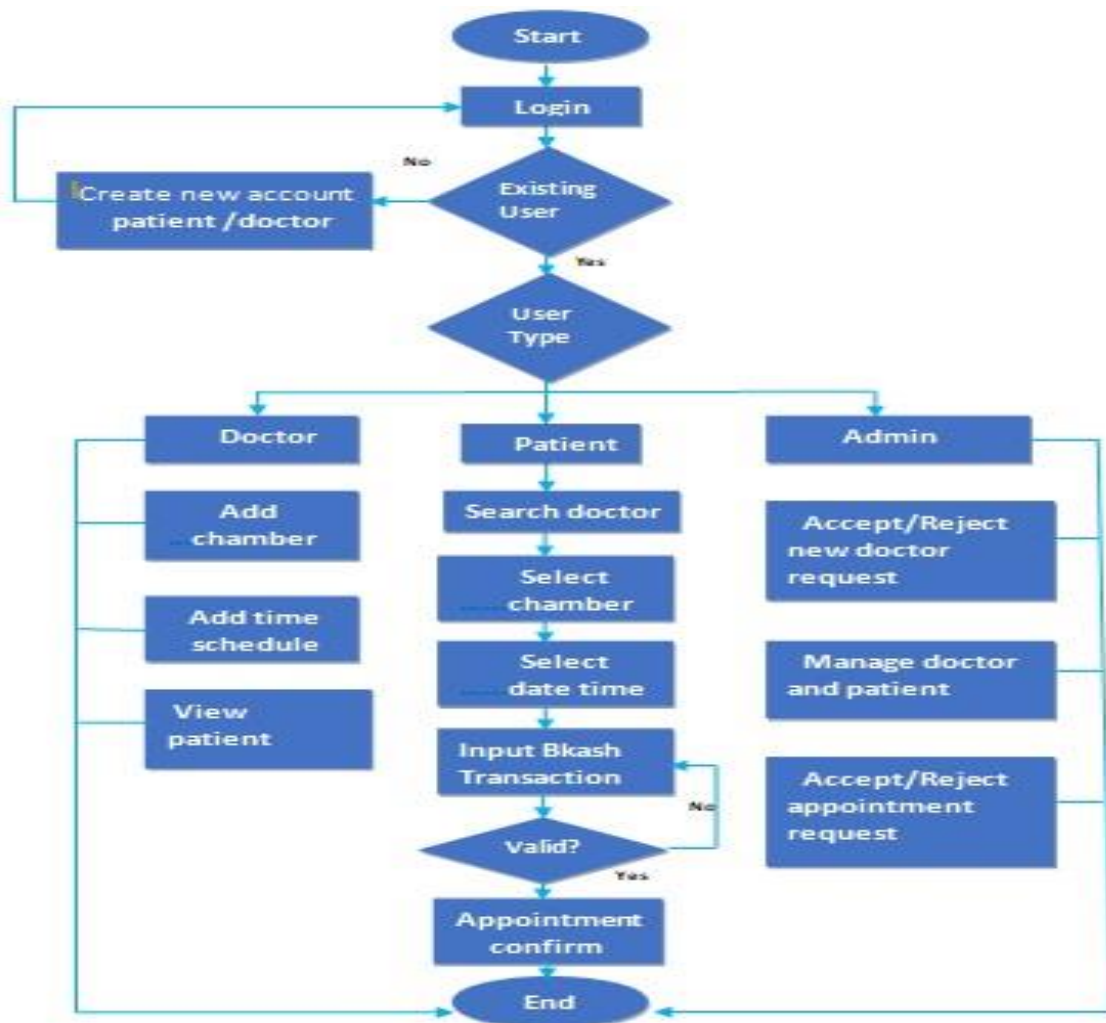 Start
Login
No
Existing
User
Create new account
patient /doctor
Yes
User
Type
Doctor
Patient
Admin
Add
chamber
Search doctor
Accept/Reject
new doctor
request
Select
chamber
Add time
schedule
Select
date time
Manage doctor
and patient
View
patient
Input Bkash
Transaction
No
Accept/Reject
appointment
request
Valid?
Yes
Appointment
confirm
End